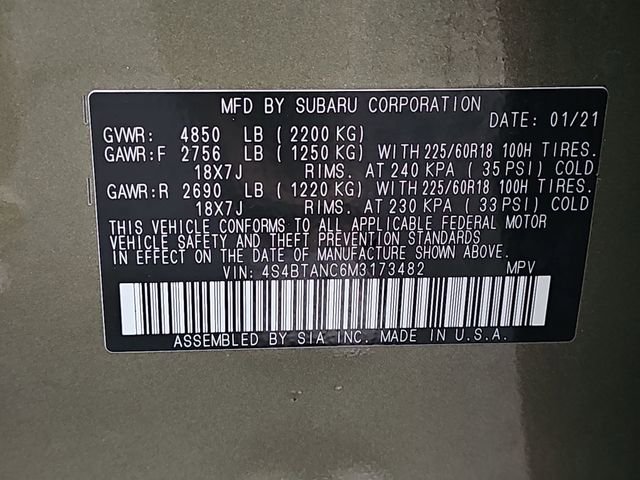 MFD BY SUBARU CORPORATION
DATE: 01/21
GVWR: 4850 LB (2200 KG)
GAWR:F 2756 LB (1250 KG) WITH 225/60R18 100H TIRES.
18X7J RIMS. AT 240 KPA (35 PSI) COLD
GAWR:R 2690 LB (1220 KG) WITH 225/60R18 100H TIRES.
18X7J RIMS. AT 230 KPA (33 PSI) COLD
THIS VEHICLE CONFORMS TO ALL APPLICABLE FEDERAL MOTOR
VEHICLE SAFETY AND THEFT PREVENTION STANDARDS
IN EFFECT ON THE DATE OF MANUFACTURE SHOWN ABOVE.
VIN: 4S4BTANC6M3173482 MPV
ASSEMBLED BY SIA INC. MADE IN U.S.A.